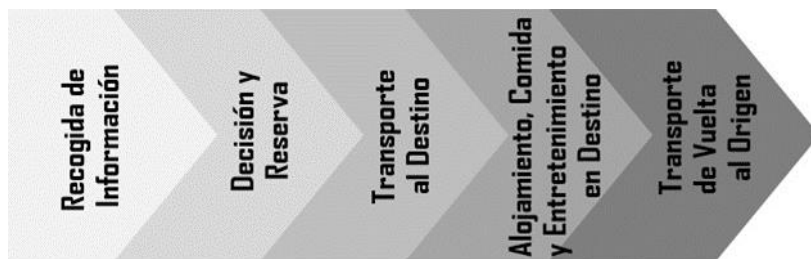 Recogida de
Información
Decisión y
Reserva
Transporte
al Destino
Alojamiento, Comida
y Entretenimiento
en Destino
Transporte
de Vuelta
al Origen